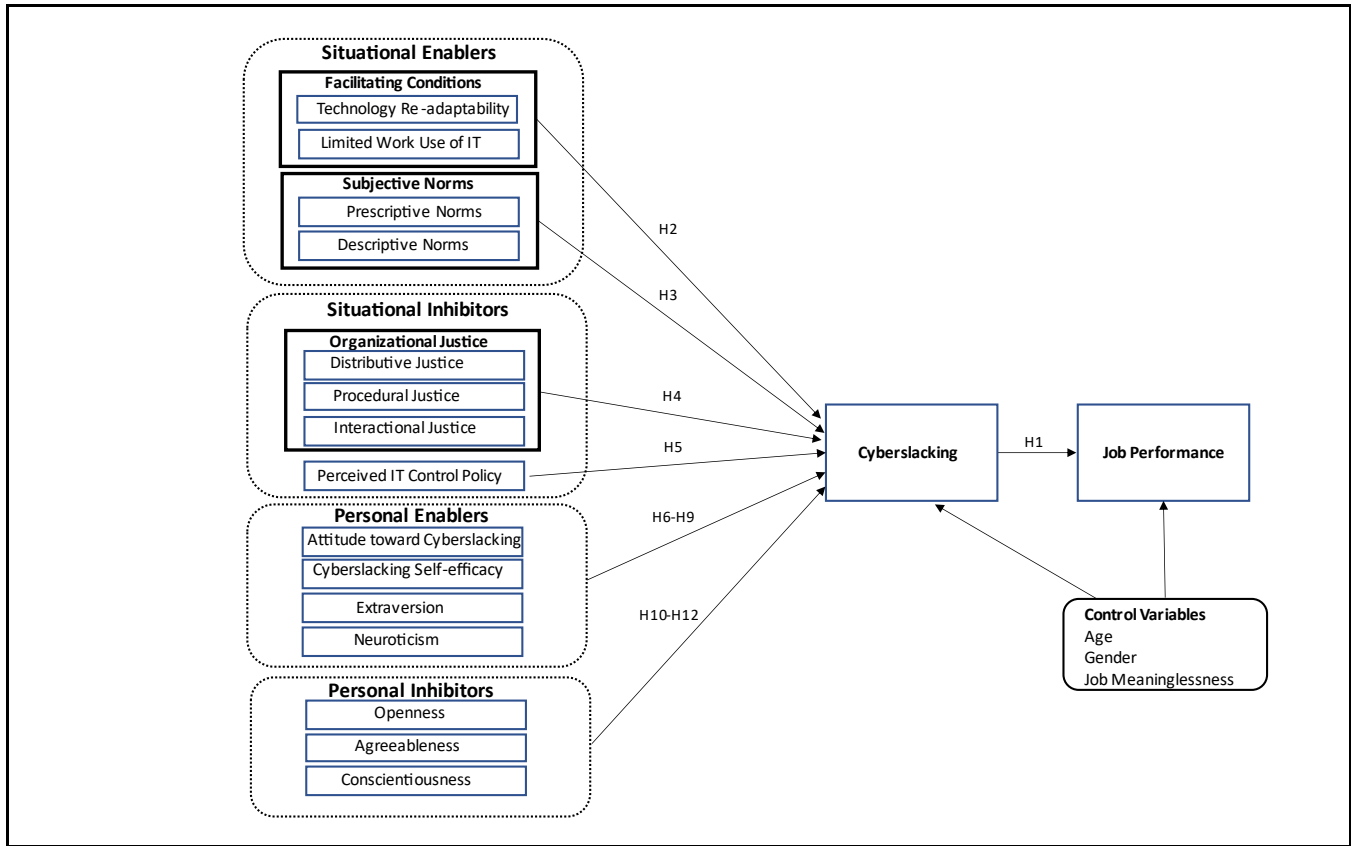 Situational Enablers
Facilitating Conditions
Technology Re-adaptability
Limited Work Use of IT
Subjective Norms
Prescriptive Norms
Descriptive Norms
Situational Inhibitors
Organizational Justice
Distributive Justice
Procedural Justice
Interactional Justice
Perceived IT Control Policy
Personal Enablers
Attitude toward Cyberslacking
Cyberslacking Self-efficacy
Extraversion
Neuroticism
Personal Inhibitors
Openness
Agreeableness
Conscientiousness
H2
H3
H4
H5
H6-H9
H10-H12
Cyberslacking
H1
Job Performance
Control Variables
Age
Gender
Job Meaninglessness